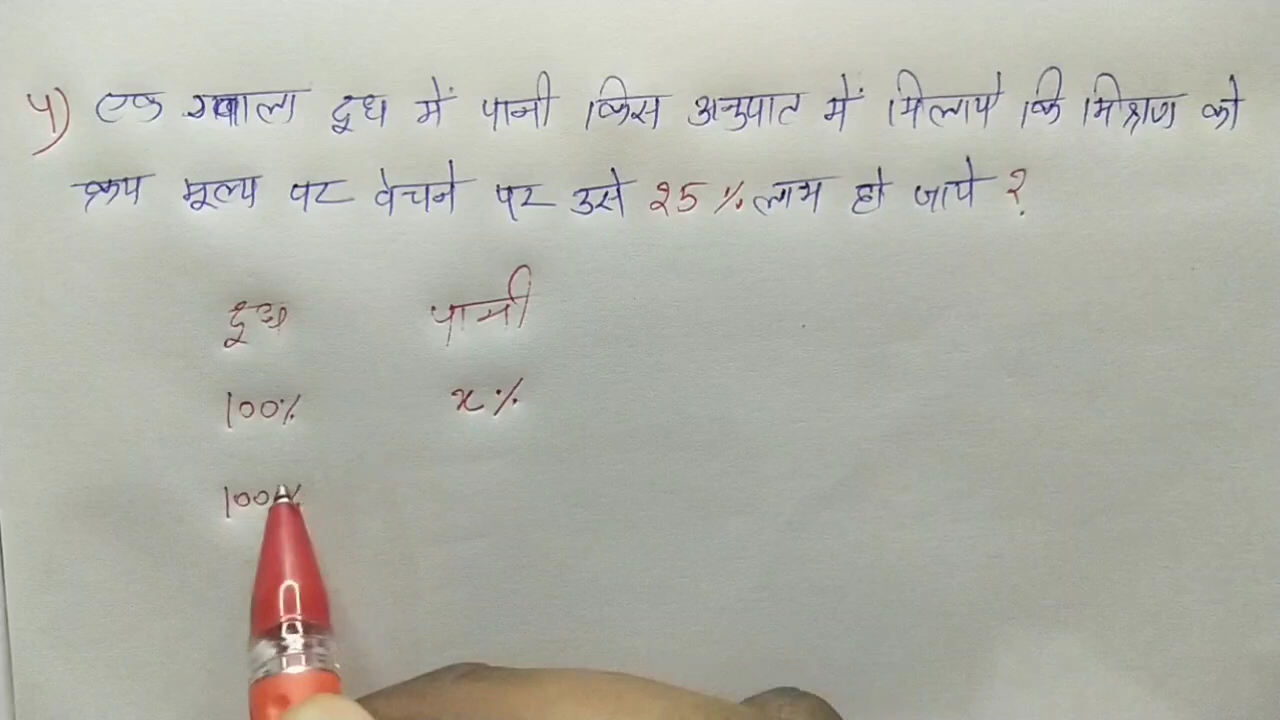 4) एक ग्वाला दूध में पानी किस अनुपात में मिलाये कि मिश्रण को
क्रय मूल्य पर वेचने पर उसे 25% लाभ हो जाये ?
दूध पानी
100% x%
100%